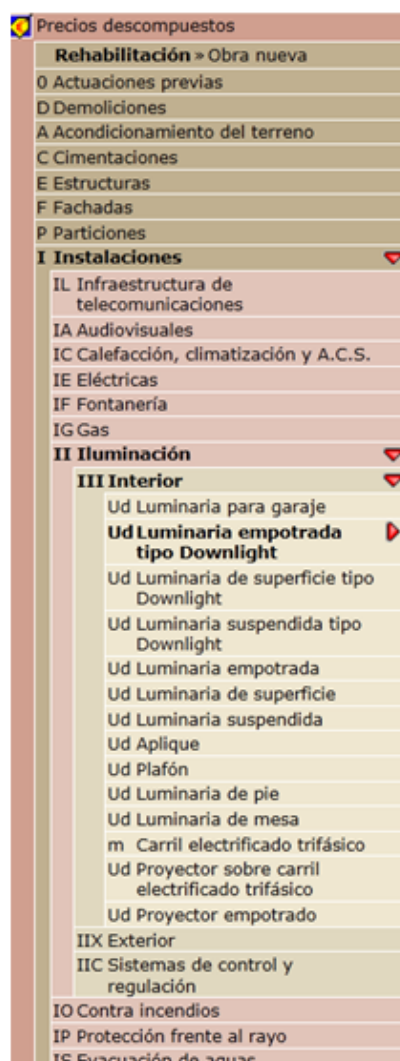 Precios descompuestos
Rehabilitación » Obra nueva
0 Actuaciones previas
D Demoliciones
A Acondicionamiento del terreno
C Cimentaciones
E Estructuras
F Fachadas
P Particiones
I Instalaciones
IL Infraestructura de
telecomunicaciones
IA Audiovisuales
IC Calefacción, climatización y A.C.S.
IE Eléctricas
IF Fontanería
IG Gas
II Iluminación
III Interior
Ud Luminaria para garaje
Ud Luminaria empotrada
tipo Downlight
Ud Luminaria de superficie tipo
Downlight
Ud Luminaria suspendida tipo
Downlight
Ud Luminaria empotrada
Ud Luminaria de superficie
Ud Luminaria suspendida
Ud Aplique
Ud Plafón
Ud Luminaria de pie
Ud Luminaria de mesa
m Carril electrificado trifásico
Ud Proyector sobre carril
electrificado trifásico
Ud Proyector empotrado
IIX Exterior
IIC Sistemas de control y
regulación
IO Contra incendios
IP Protección frente al rayo
IS Evacuación de aguas